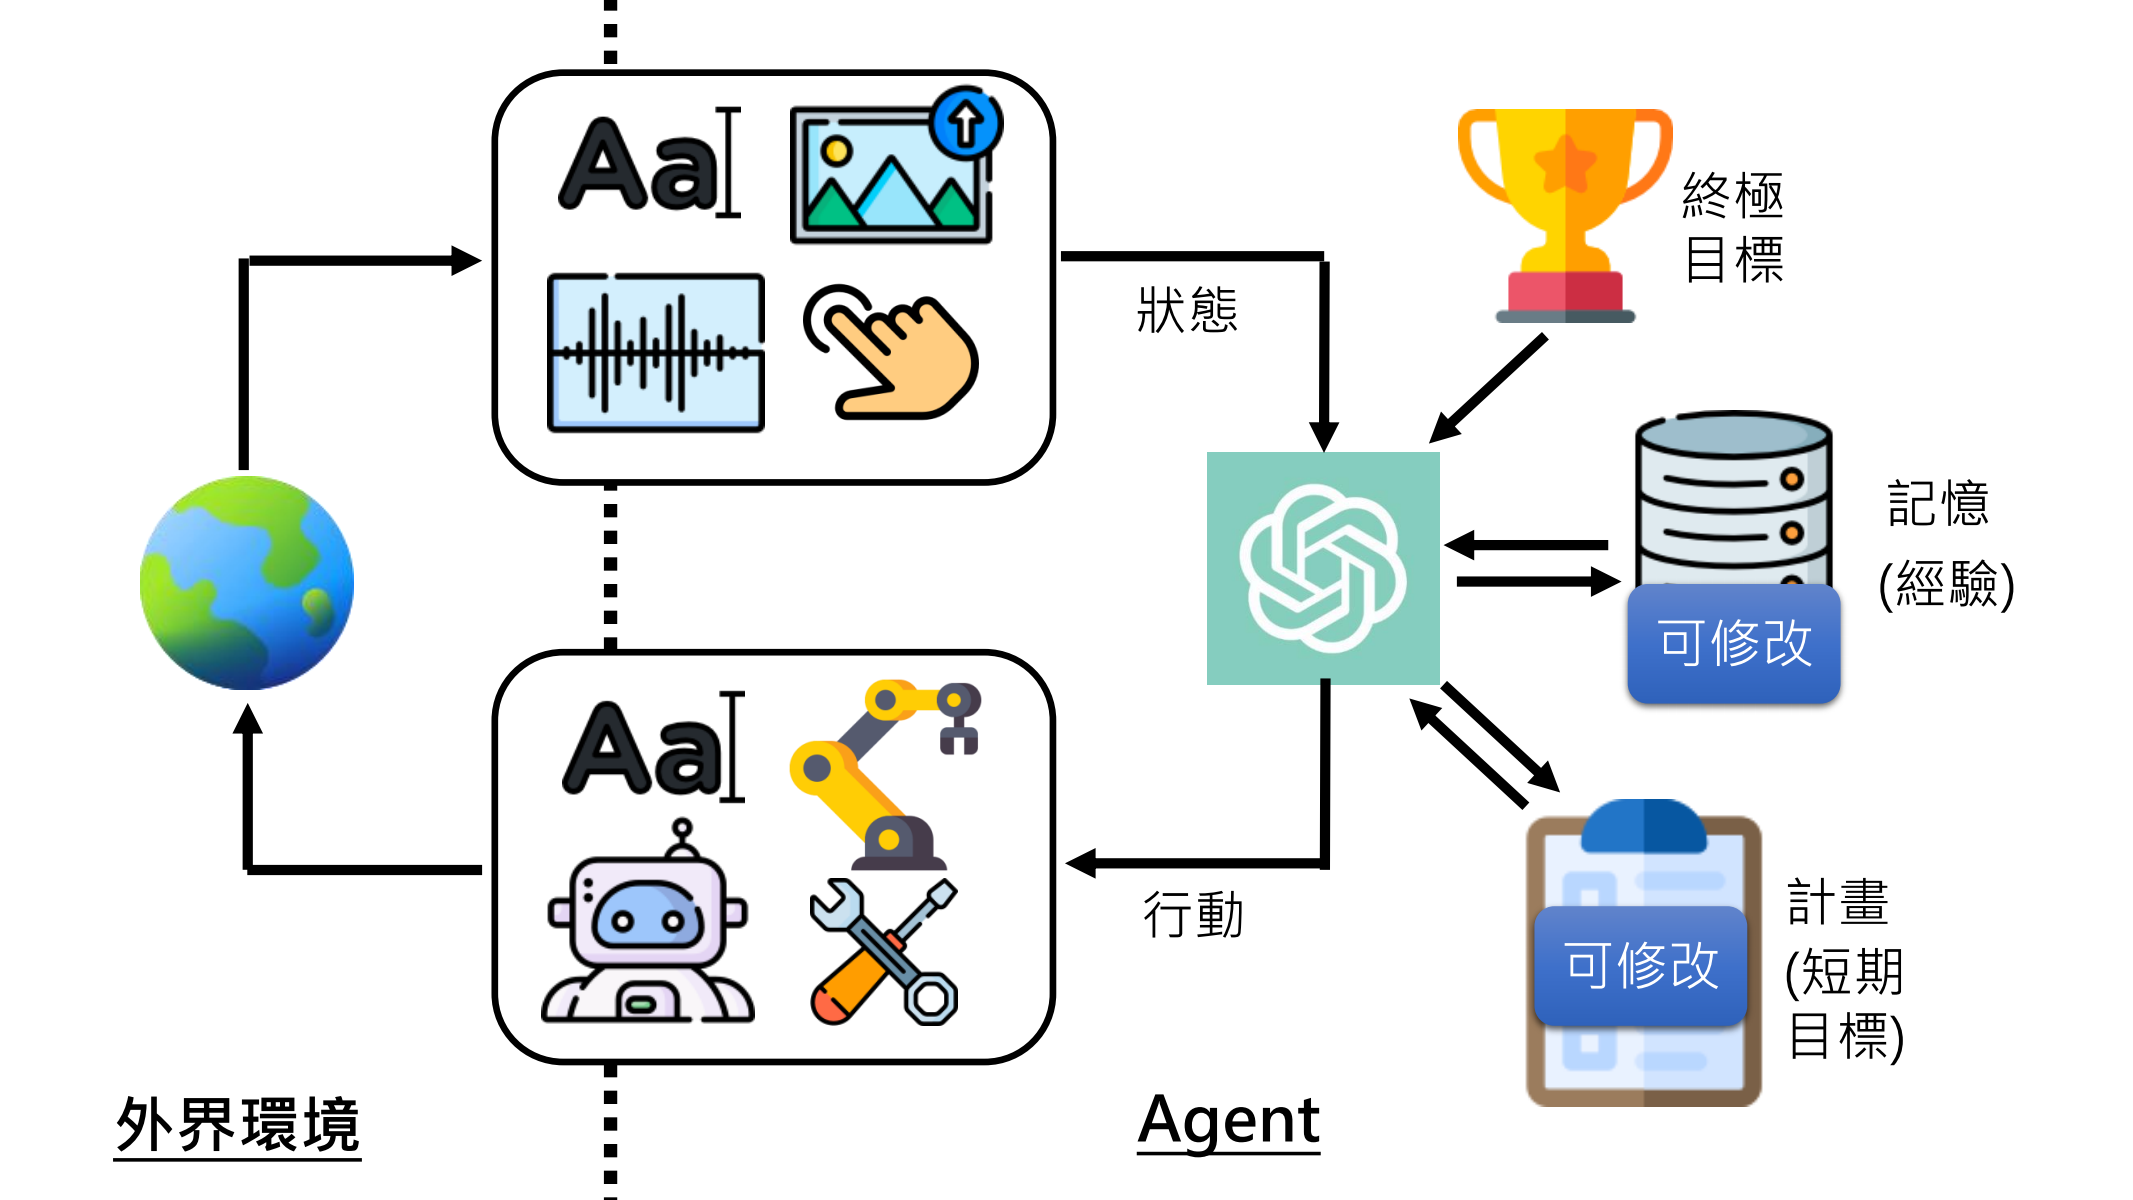 Aa
狀態
終極
目標
記憶
(經驗)
可修改
Aa
行動
計畫
(短期
目標)
可修改
外界環境
Agent